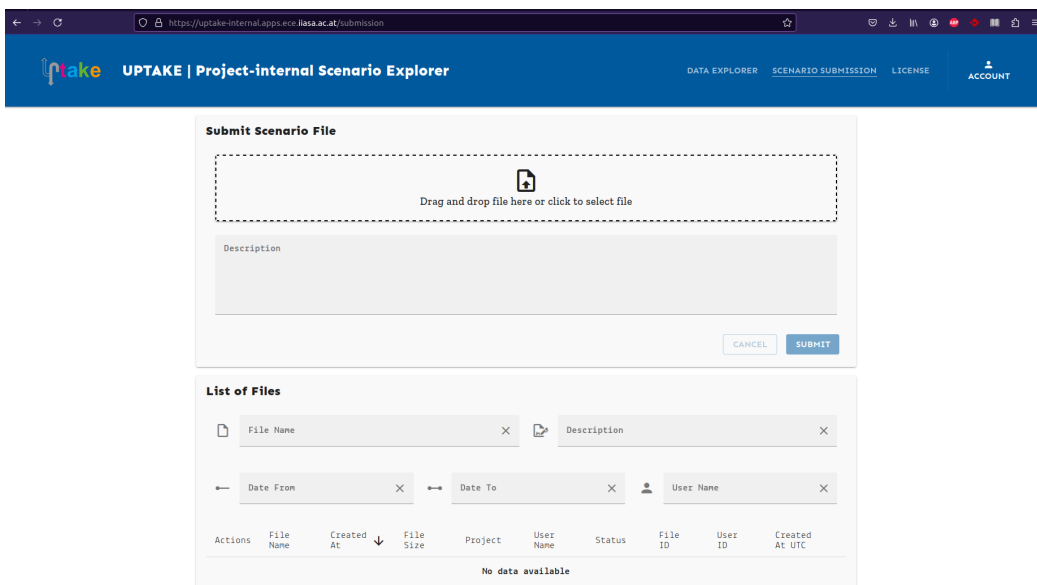 https://uptake-internal.apps.ece.iiasa.ac.at/submission
uptake UPTAKE | Project-internal Scenario Explorer
DATA EXPLORER SCENARIO SUBMISSION LICENSE
ACCOUNT
Submit Scenario File
Drag and drop file here or click to select file
Description
CANCEL SUBMIT
List of Files
File Name Description
Date From Date To User Name
Actions File Name Created At File Size Project User Name Status File ID User ID Created At UTC
No data available